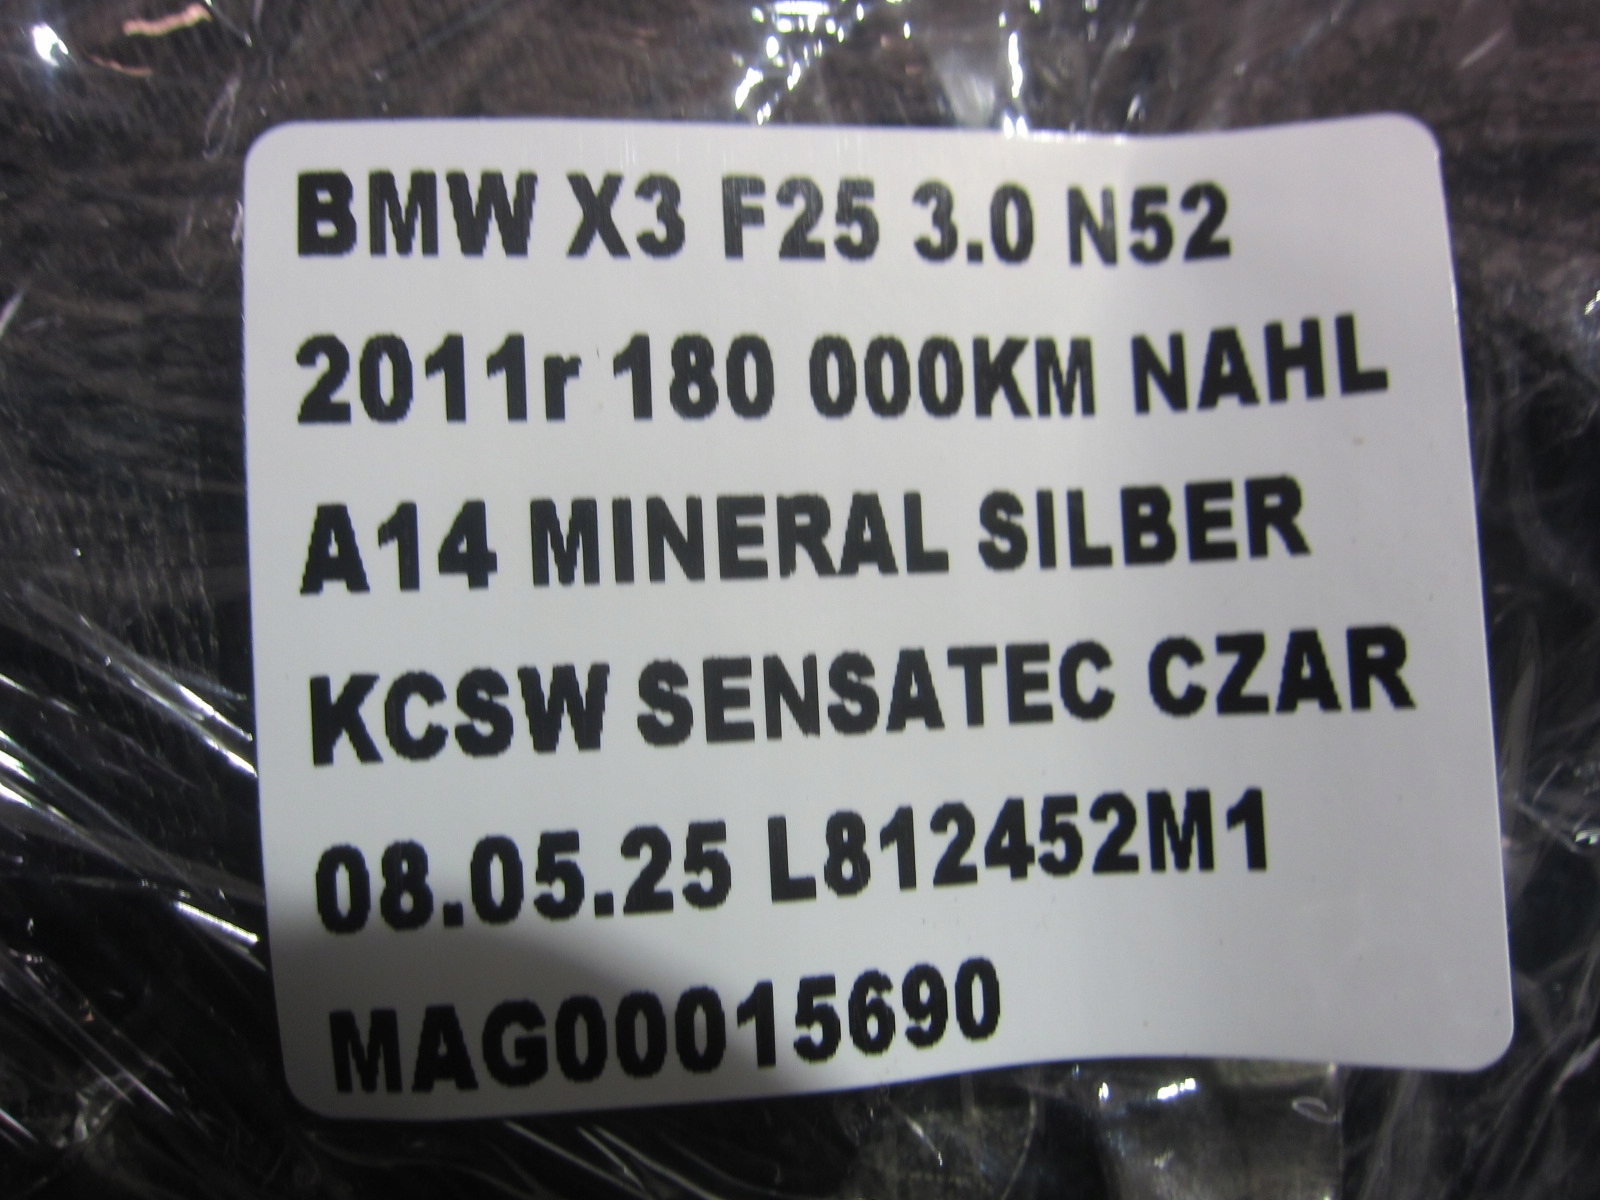 BMW X3 F25 3.0 N52
2011r 180 000KM NAHL
A14 MINERAL SILBER
KCSW SENSATEC CZAR
08.05.25 L812452M1
MAG00015690